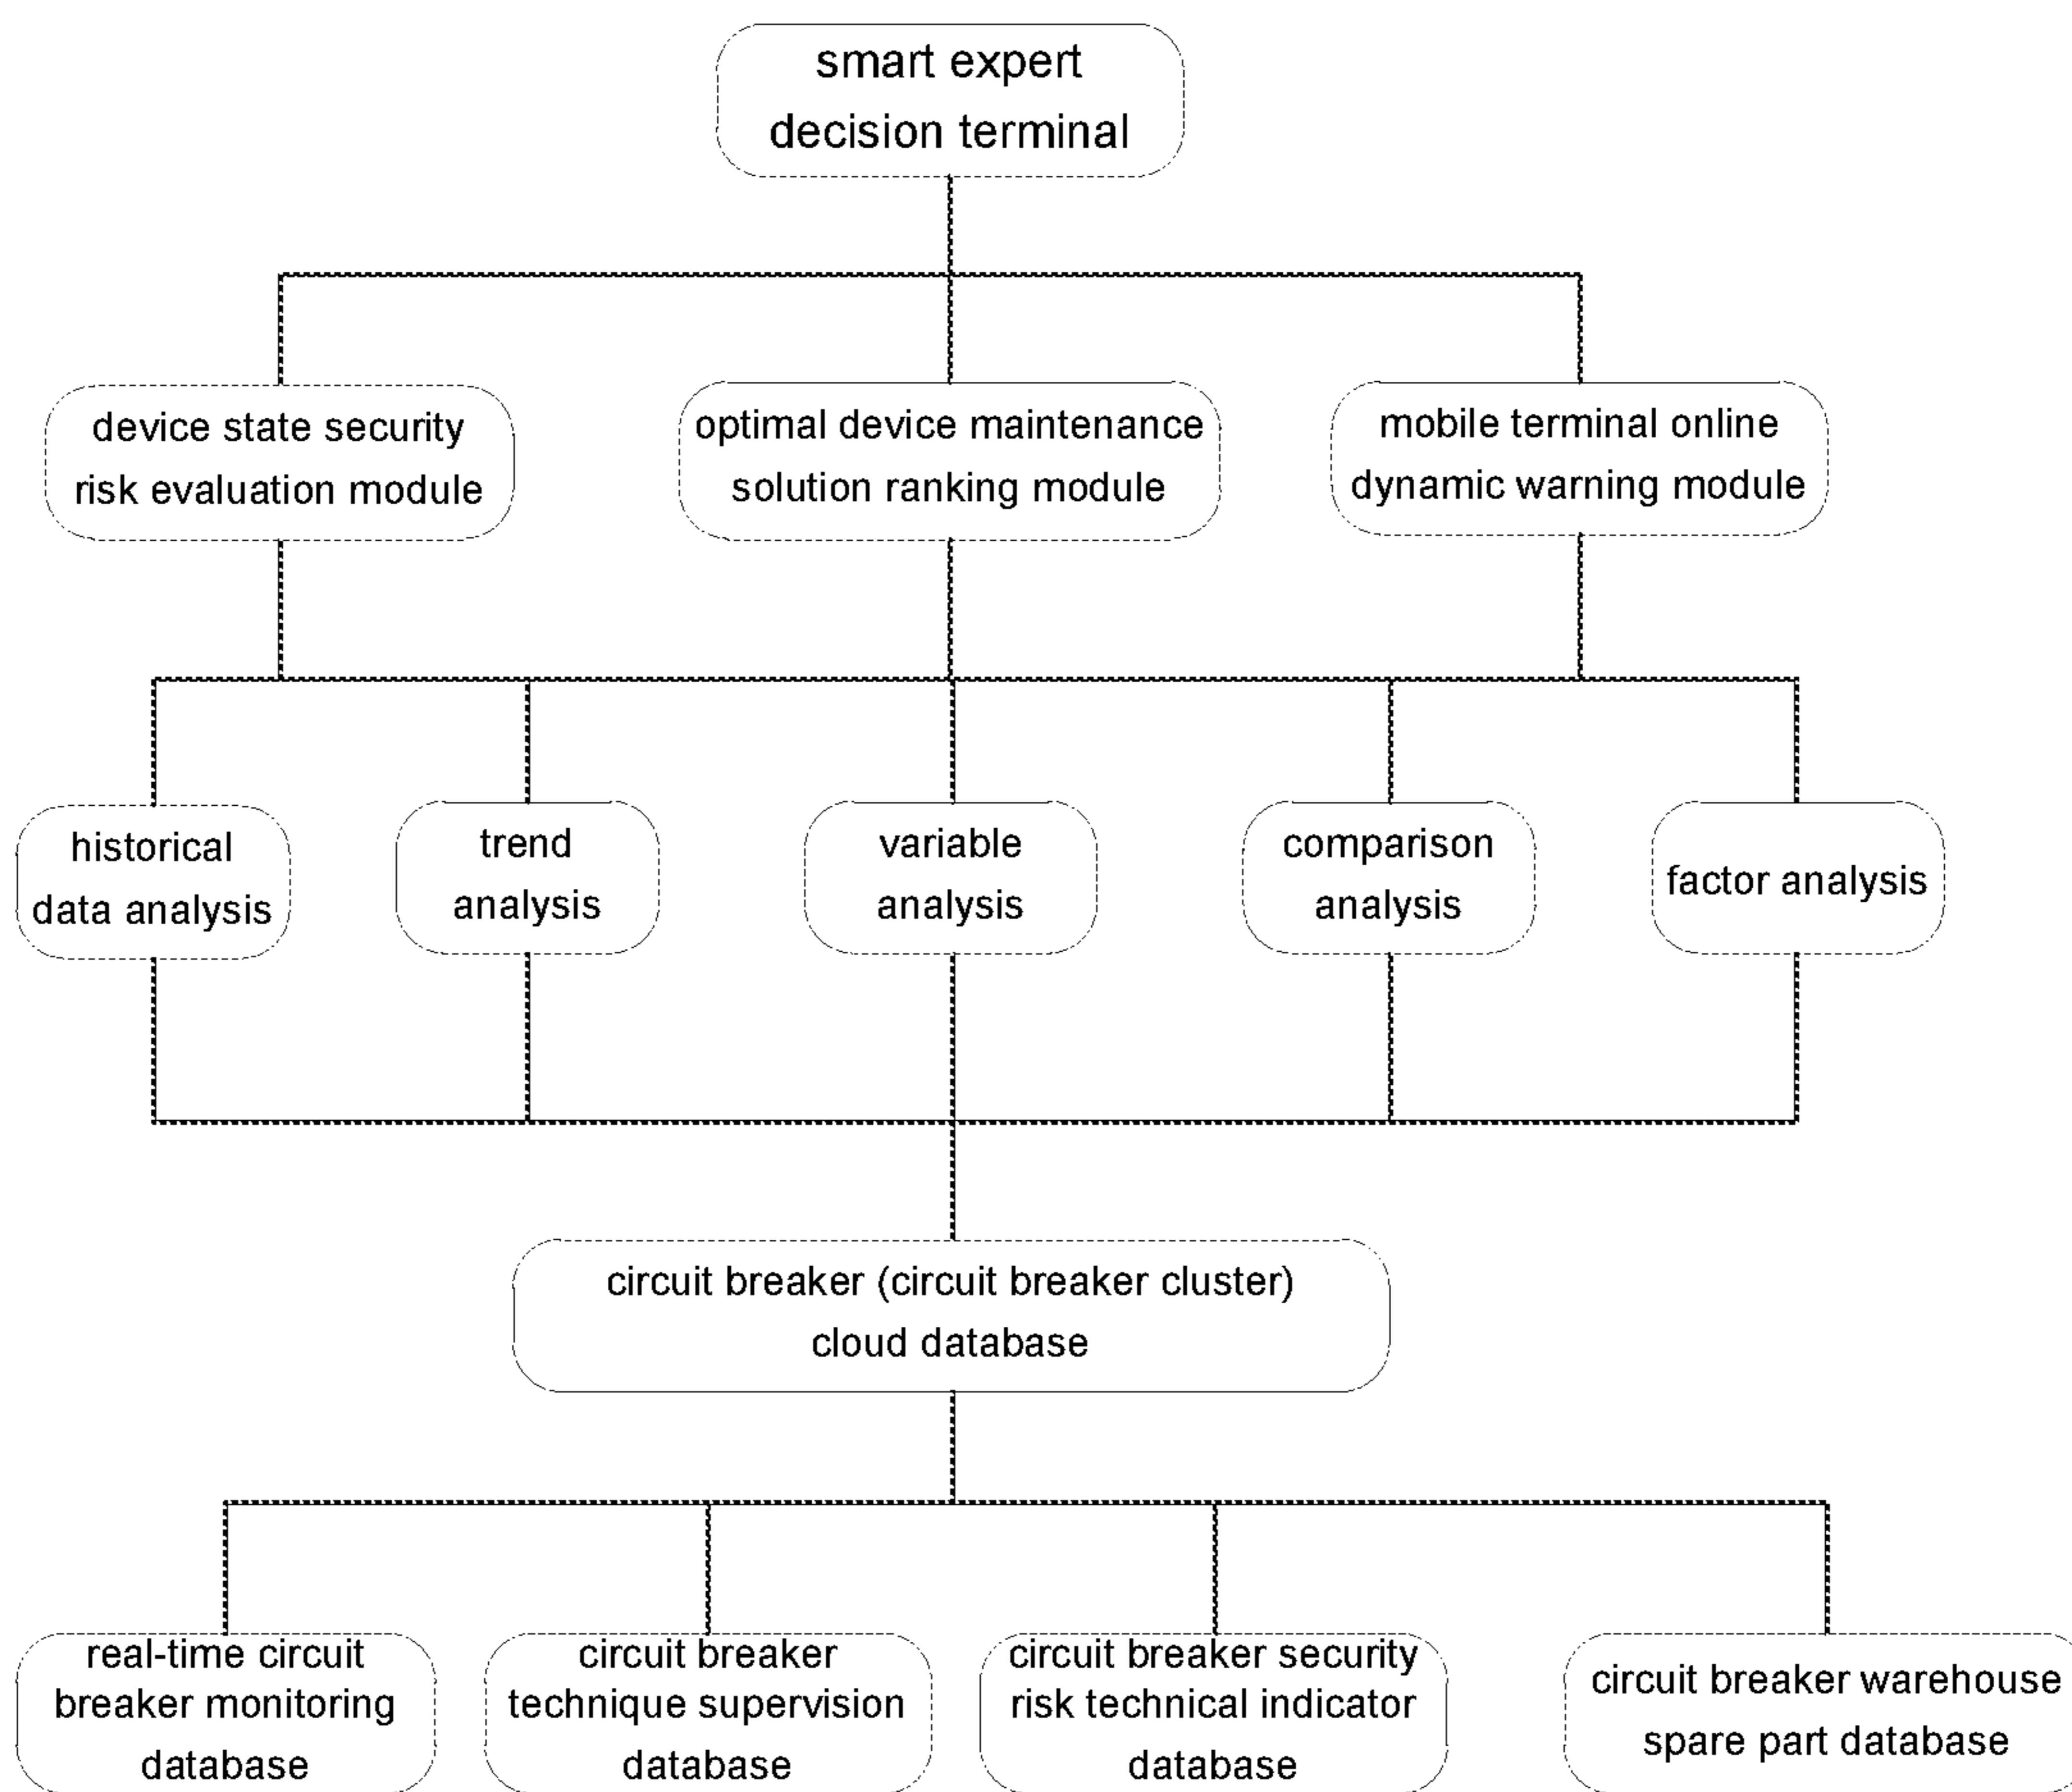 smart expert
decision terminal
device state security
risk evaluation module
optimal device maintenance
solution ranking module
mobile terminal online
dynamic warning module
historical
data analysis
trend
analysis
variable
analysis
comparison
analysis
factor analysis
circuit breaker (circuit breaker cluster)
cloud database
real-time circuit
breaker monitoring
database
circuit breaker
technique supervision
database
circuit breaker security
risk technical indicator
database
circuit breaker warehouse
spare part database